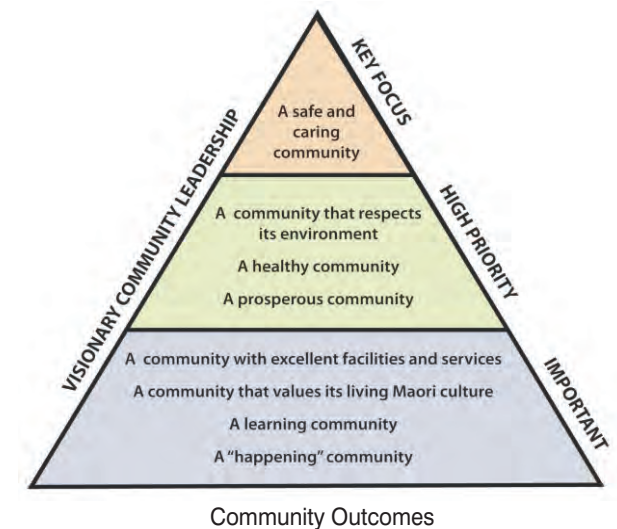 KEY FOCUS
A safe and
caring
community
VISIONARY COMMUNITY LEADERSHIP
HIGH PRIORITY
A community that respects
its environment
A healthy community
A prosperous community
IMPORTANT
A community with excellent facilities and services
A community that values its living Maori culture
A learning community
A "happening" community
Community Outcomes